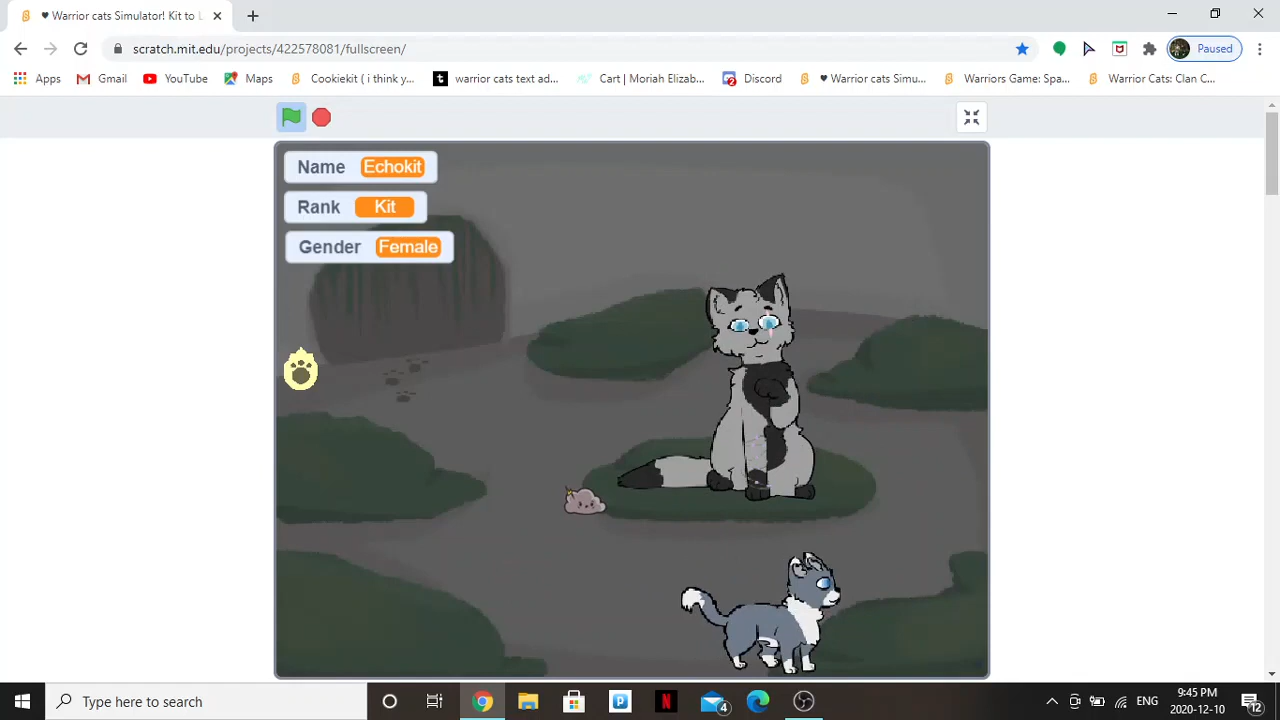 ♥ Warrior cats Simulator! Kit to L
scratch.mit.edu/projects/422578081/fullscreen/
Paused
Apps
Gmail
YouTube
Maps
Cookiekit ( i think y...
t
warrior cats text ad...
Cart | Moriah Elizab...
Discord
♥ Warrior cats Simu...
Warriors Game: Spa...
Warrior Cats: Clan C...
Name Echokit
Rank Kit
Gender Female
Type here to search
P
N
4
ENG
9:45 PM
2020-12-10
12